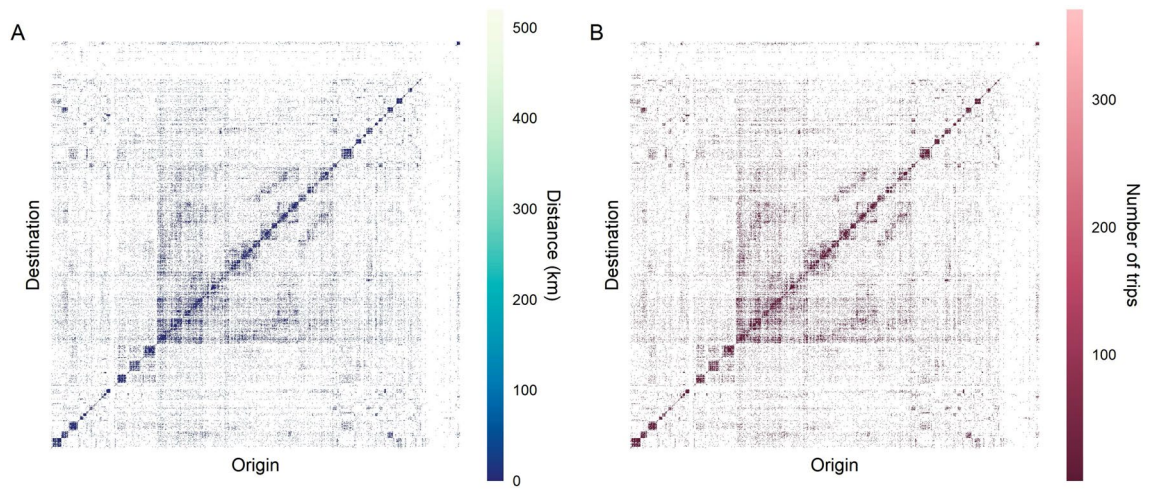 A
Destination
Origin
500
400
300
200
100
0
Distance (km)
B
Destination
Origin
300
200
100
Number of trips